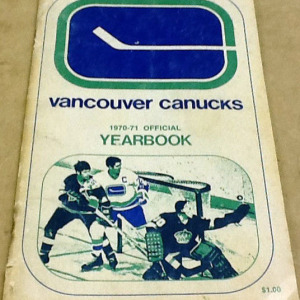 vancouver canucks
1970-71 OFFICIAL
YEARBOOK
C
$1.00